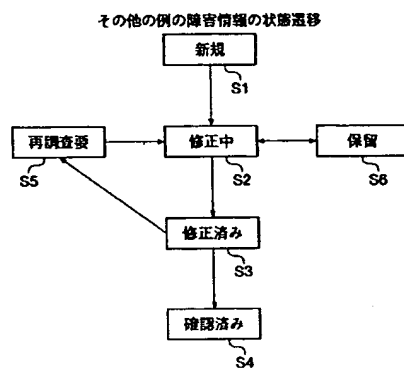 その他の例の障害情報の状態遷移
新規
S1
再調査要
修正中
保留
S5
S2
S6
修正済み
S3
確認済み
S4